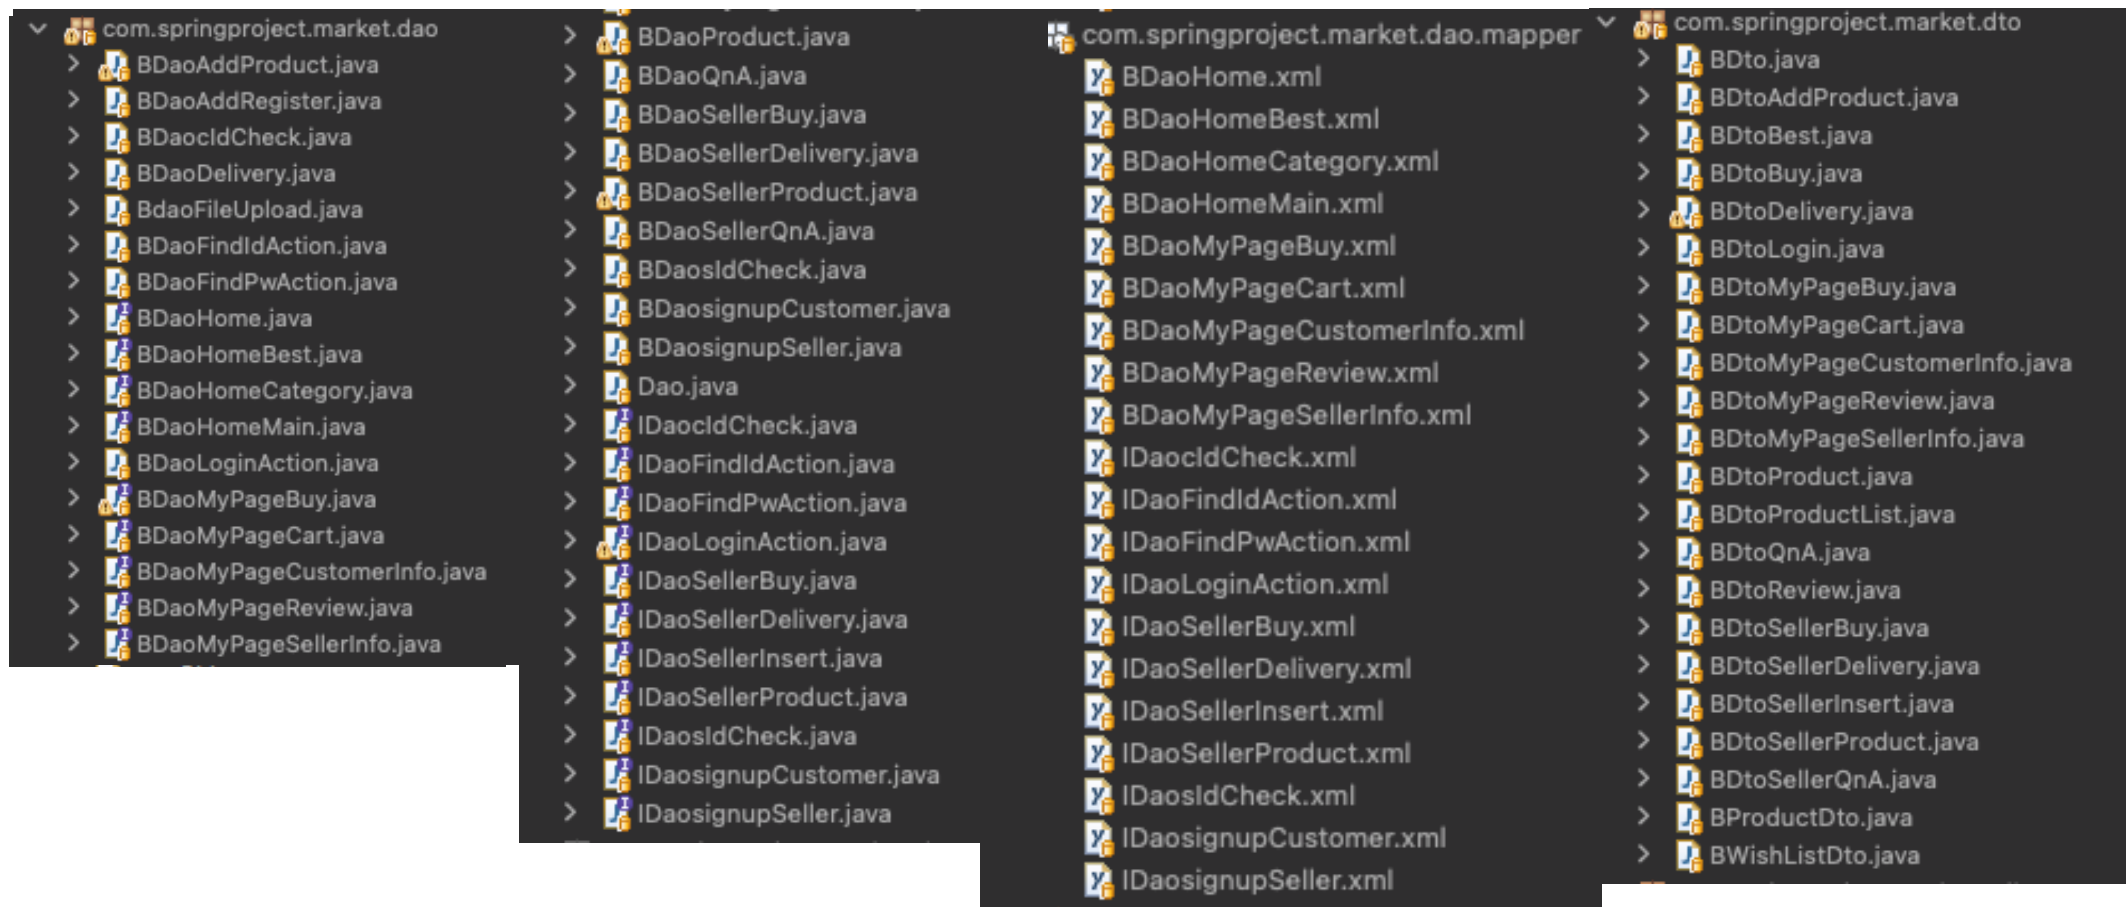 com.springproject.market.dao
BDaoAddProduct.java
BDaoAddRegister.java
BDaocIdCheck.java
BDaoDelivery.java
BdaoFileUpload.java
BDaoFindIdAction.java
BDaoFindPwAction.java
BDaoHome.java
BDaoHomeBest.java
BDaoHomeCategory.java
BDaoHomeMain.java
BDaoLoginAction.java
BDaoMyPageBuy.java
BDaoMyPageCart.java
BDaoMyPageCustomerInfo.java
BDaoMyPageReview.java
BDaoMyPageSellerInfo.java
BDaoProduct.java
BDaoQnA.java
BDaoSellerBuy.java
BDaoSellerDelivery.java
BDaoSellerProduct.java
BDaoSellerQnA.java
BDaosIdCheck.java
BDaosignupCustomer.java
BDaosignupSeller.java
Dao.java
IDaocIdCheck.java
IDaoFindIdAction.java
IDaoFindPwAction.java
IDaoLoginAction.java
IDaoSellerBuy.java
IDaoSellerDelivery.java
IDaoSellerInsert.java
IDaoSellerProduct.java
IDaosIdCheck.java
IDaosignupCustomer.java
IDaosignupSeller.java
com.springproject.market.dao.mapper
BDaoHome.xml
BDaoHomeBest.xml
BDaoHomeCategory.xml
BDaoHomeMain.xml
BDaoMyPageBuy.xml
BDaoMyPageCart.xml
BDaoMyPageCustomerInfo.xml
BDaoMyPageReview.xml
BDaoMyPageSellerInfo.xml
IDaocIdCheck.xml
IDaoFindIdAction.xml
IDaoFindPwAction.xml
IDaoLoginAction.xml
IDaoSellerBuy.xml
IDaoSellerDelivery.xml
IDaoSellerInsert.xml
IDaoSellerProduct.xml
IDaosIdCheck.xml
IDaosignupCustomer.xml
IDaosignupSeller.xml
com.springproject.market.dto
BDto.java
BDtoAddProduct.java
BDtoBest.java
BDtoBuy.java
BDtoDelivery.java
BDtoLogin.java
BDtoMyPageBuy.java
BDtoMyPageCart.java
BDtoMyPageCustomerInfo.java
BDtoMyPageReview.java
BDtoMyPageSellerInfo.java
BDtoProduct.java
BDtoProductList.java
BDtoQnA.java
BDtoReview.java
BDtoSellerBuy.java
BDtoSellerDelivery.java
BDtoSellerInsert.java
BDtoSellerProduct.java
BDtoSellerQnA.java
BProductDto.java
BWishListDto.java